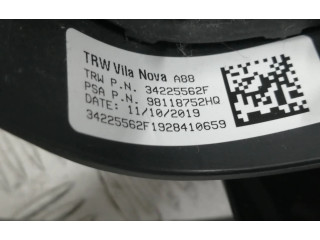 TRW Vila Nova A88
TRW P.N. 34225562F
PSA P.N. 98118752HQ
DATE: 11/10/2019
34225562F1928410659